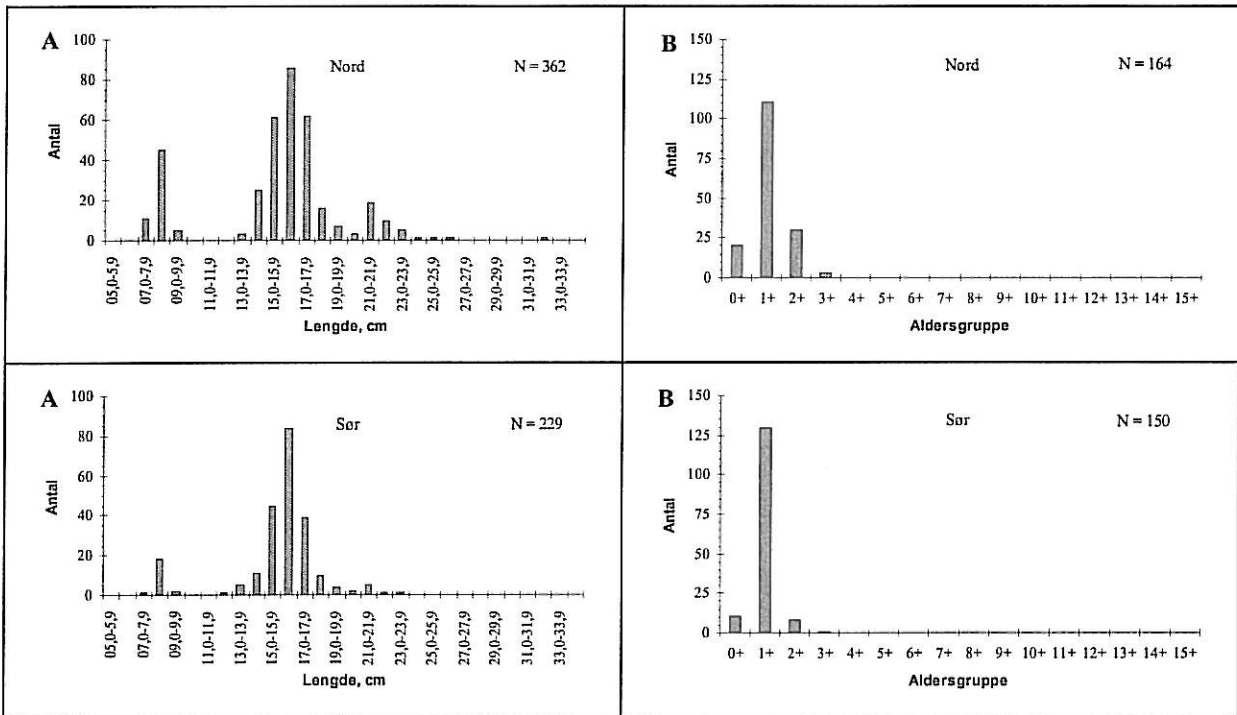 A
100
80
60
40
20
0
Antal
Nord
N = 362
05,0-5,9
07,0-7,9
09,0-9,9
11,0-11,9
13,0-13,9
15,0-15,9
17,0-17,9
19,0-19,9
21,0-21,9
23,0-23,9
25,0-25,9
27,0-27,9
29,0-29,9
31,0-31,9
33,0-33,9
Lengde, cm
B
150
125
100
75
50
25
0
Antal
Nord
N = 164
0+ 1+ 2+ 3+ 4+ 5+ 6+ 7+ 8+ 9+ 10+ 11+ 12+ 13+ 14+ 15+
Aldersgruppe
A
100
80
60
40
20
0
Antal
Sør
N = 229
05,0-5,9
07,0-7,9
09,0-9,9
11,0-11,9
13,0-13,9
15,0-15,9
17,0-17,9
19,0-19,9
21,0-21,9
23,0-23,9
25,0-25,9
27,0-27,9
29,0-29,9
31,0-31,9
33,0-33,9
Lengde, cm
B
150
125
100
75
50
25
0
Antal
Sør
N = 150
0+ 1+ 2+ 3+ 4+ 5+ 6+ 7+ 8+ 9+ 10+ 11+ 12+ 13+ 14+ 15+
Aldersgruppe